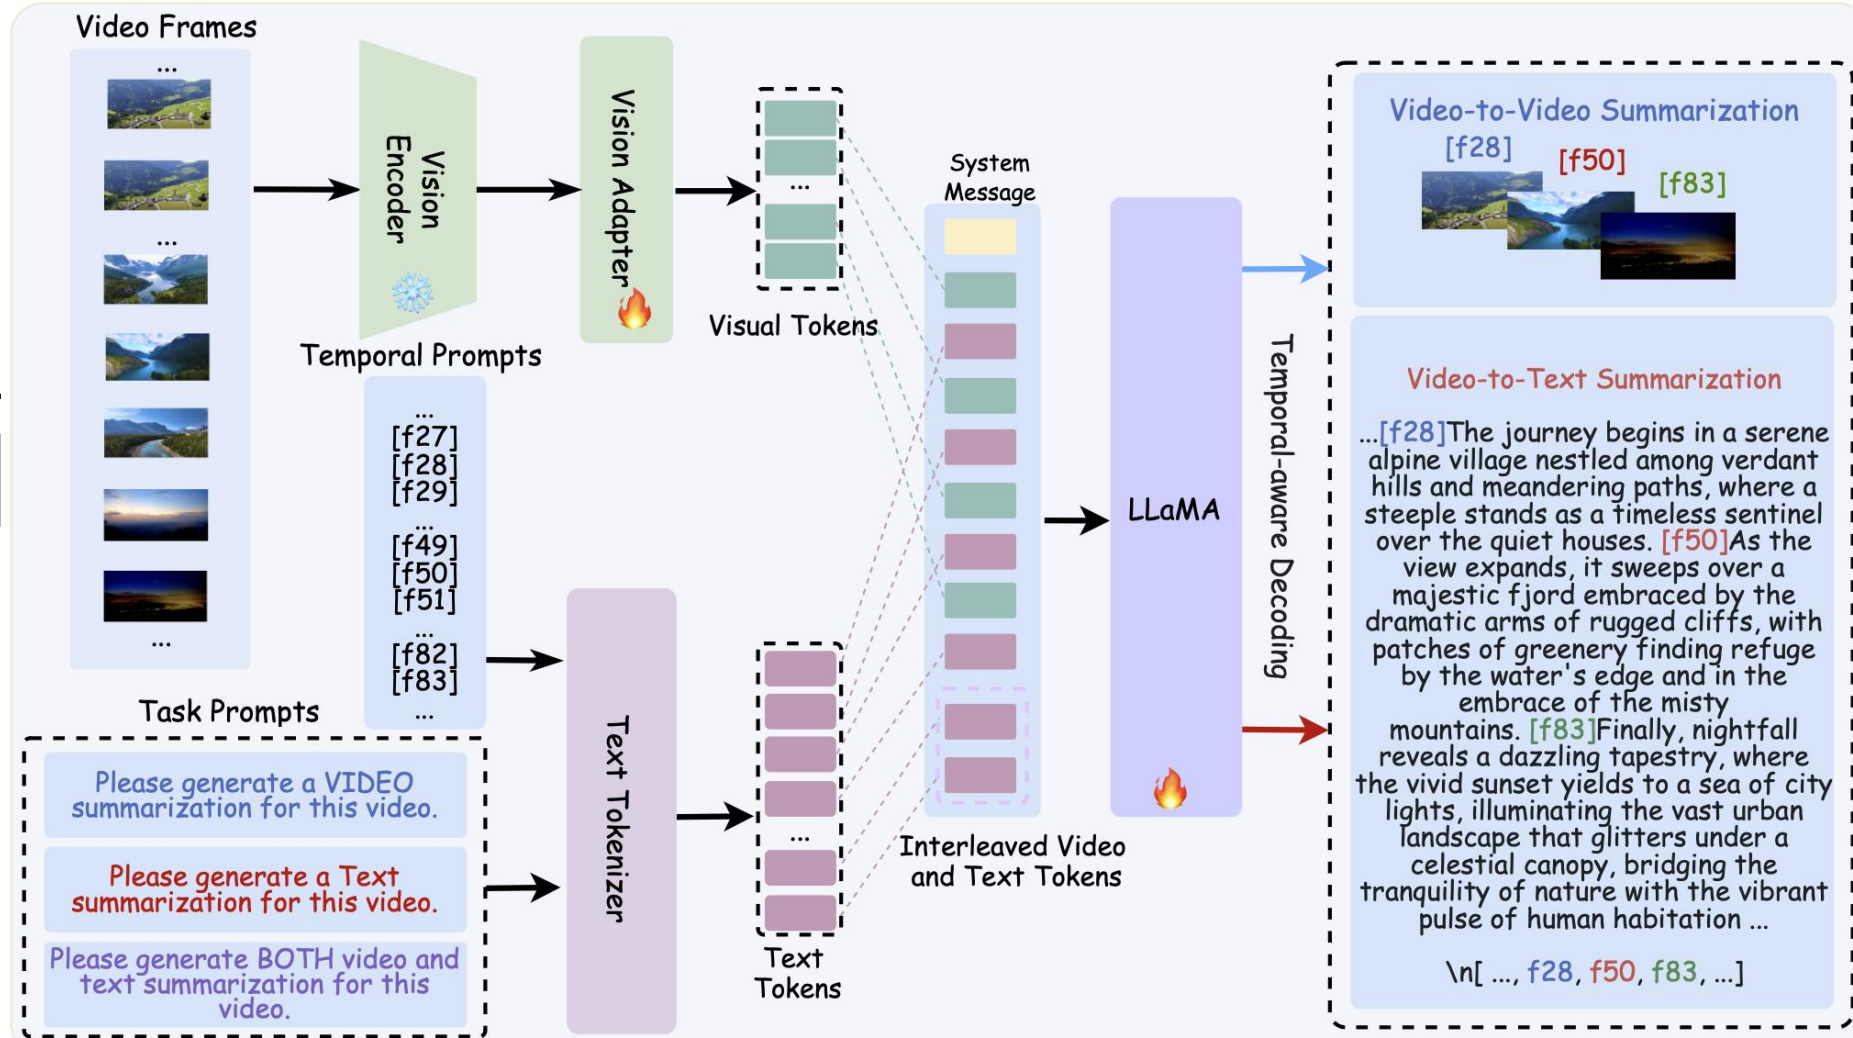 Video Frames
...
...
...
Vision
Encoder
Vision Adapter
...
Visual Tokens
Temporal Prompts
...
[f27]
[f28]
[f29]
...
[f49]
[f50]
[f51]
...
[f82]
[f83]
...
Task Prompts
Please generate a VIDEO
summarization for this video.
Please generate a Text
summarization for this video.
Please generate BOTH video and
text summarization for this
video.
Text Tokenizer
...
Text
Tokens
System
Message
Interleaved Video
and Text Tokens
LLaMA
Temporal-aware Decoding
Video-to-Video Summarization
[f28]
[f50]
[f83]
Video-to-Text Summarization
...[f28]The journey begins in a serene
alpine village nestled among verdant
hills and meandering paths, where a
steeple stands as a timeless sentinel
over the quiet houses. [f50]As the
view expands, it sweeps over a
majestic fjord embraced by the
dramatic arms of rugged cliffs, with
patches of greenery finding refuge
by the water's edge and in the
embrace of the misty
mountains. [f83]Finally, nightfall
reveals a dazzling tapestry, where
the vivid sunset yields to a sea of city
lights, illuminating the vast urban
landscape that glitters under a
celestial canopy, bridging the
tranquility of nature with the vibrant
pulse of human habitation ...
\n[ ..., f28, f50, f83, ...]